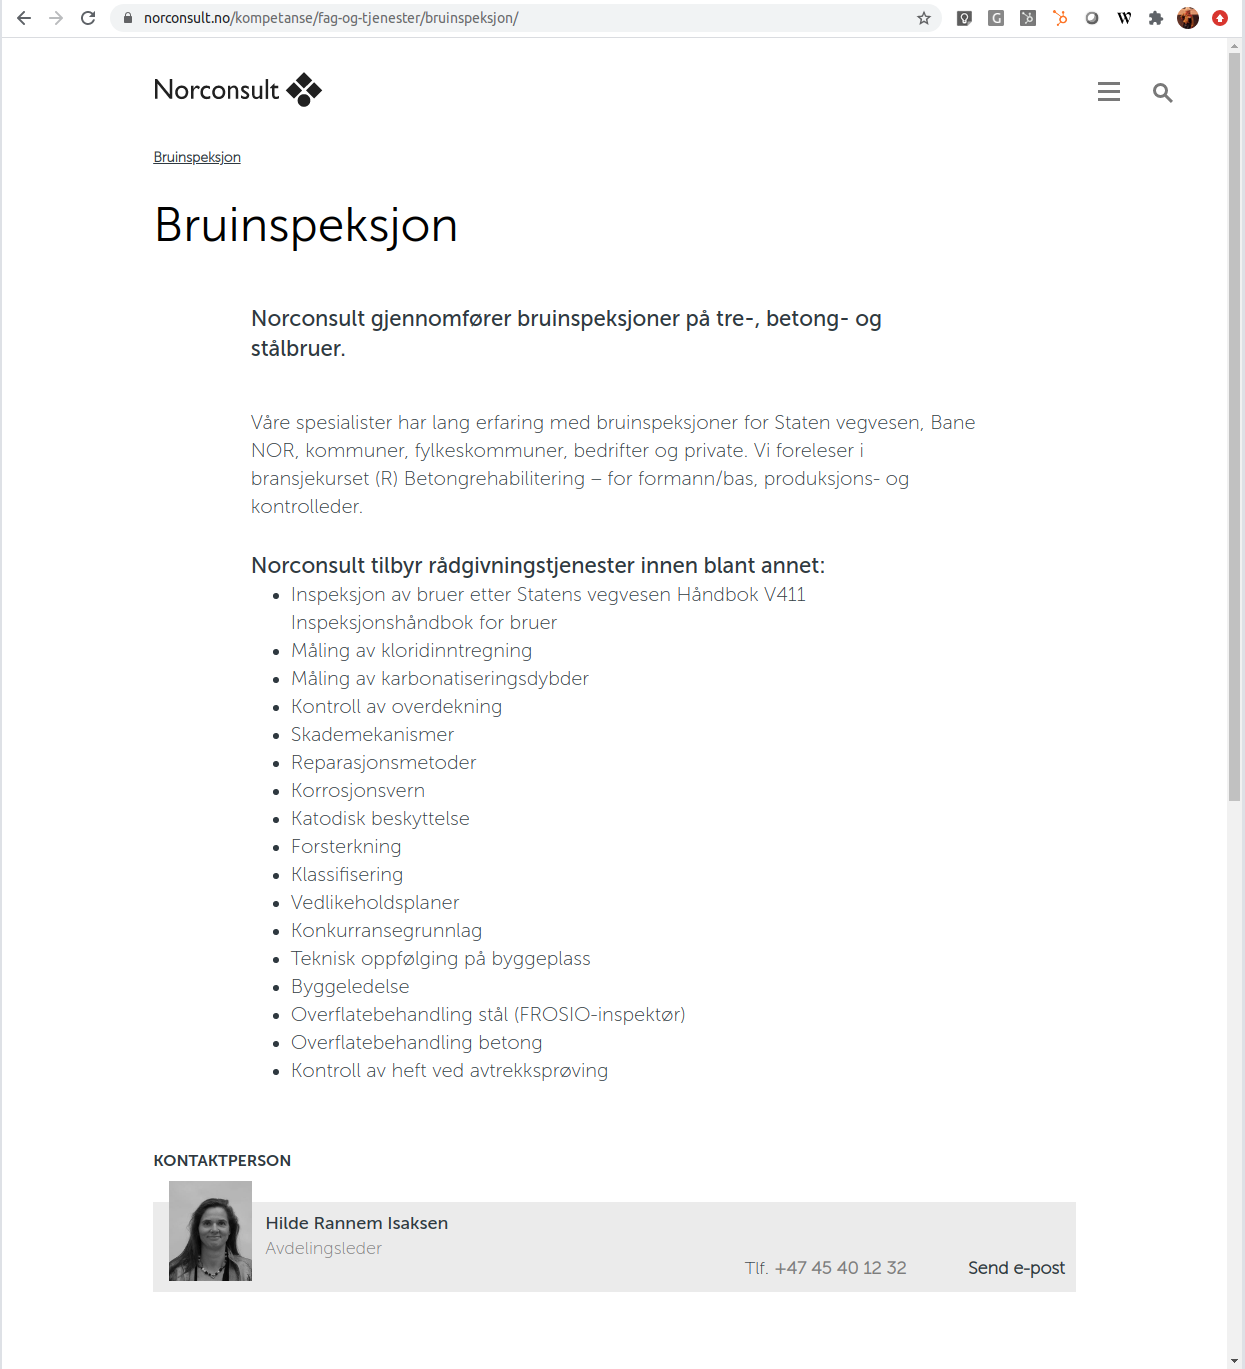 norconsult.no/kompetanse/fag-og-tjenester/bruinspeksjon/
Norconsult
Bruinspeksjon
Bruinspeksjon
Norconsult gjennomfører bruinspeksjoner på tre-, betong- og
stålbruer.
Våre spesialister har lang erfaring med bruinspeksjoner for Staten vegvesen, Bane
NOR, kommuner, fylkeskommuner, bedrifter og private. Vi foreleser i
bransjekurset (R) Betongrehabilitering – for formann/bas, produksjons- og
kontrolleder.
Norconsult tilbyr rådgivningstjenester innen blant annet:
• Inspeksjon av bruer etter Statens vegvesen Håndbok V411
Inspeksjonshåndbok for bruer
• Måling av kloridinntregning
• Måling av karbonatiseringsdybder
• Kontroll av overdekning
• Skademekanismer
• Reparasjonsmetoder
• Korrosjonsvern
• Katodisk beskyttelse
• Forsterkning
• Klassifisering
• Vedlikeholdsplaner
• Konkurransegrunnlag
• Teknisk oppfølging på byggeplass
• Byggeledelse
• Overflatebehandling stål (FROSIO-inspektør)
• Overflatebehandling betong
• Kontroll av heft ved avtrekksprøving
KONTAKTPERSON
Hilde Rannem Isaksen
Avdelingsleder
Tlf. +47 45 40 12 32 Send e-post